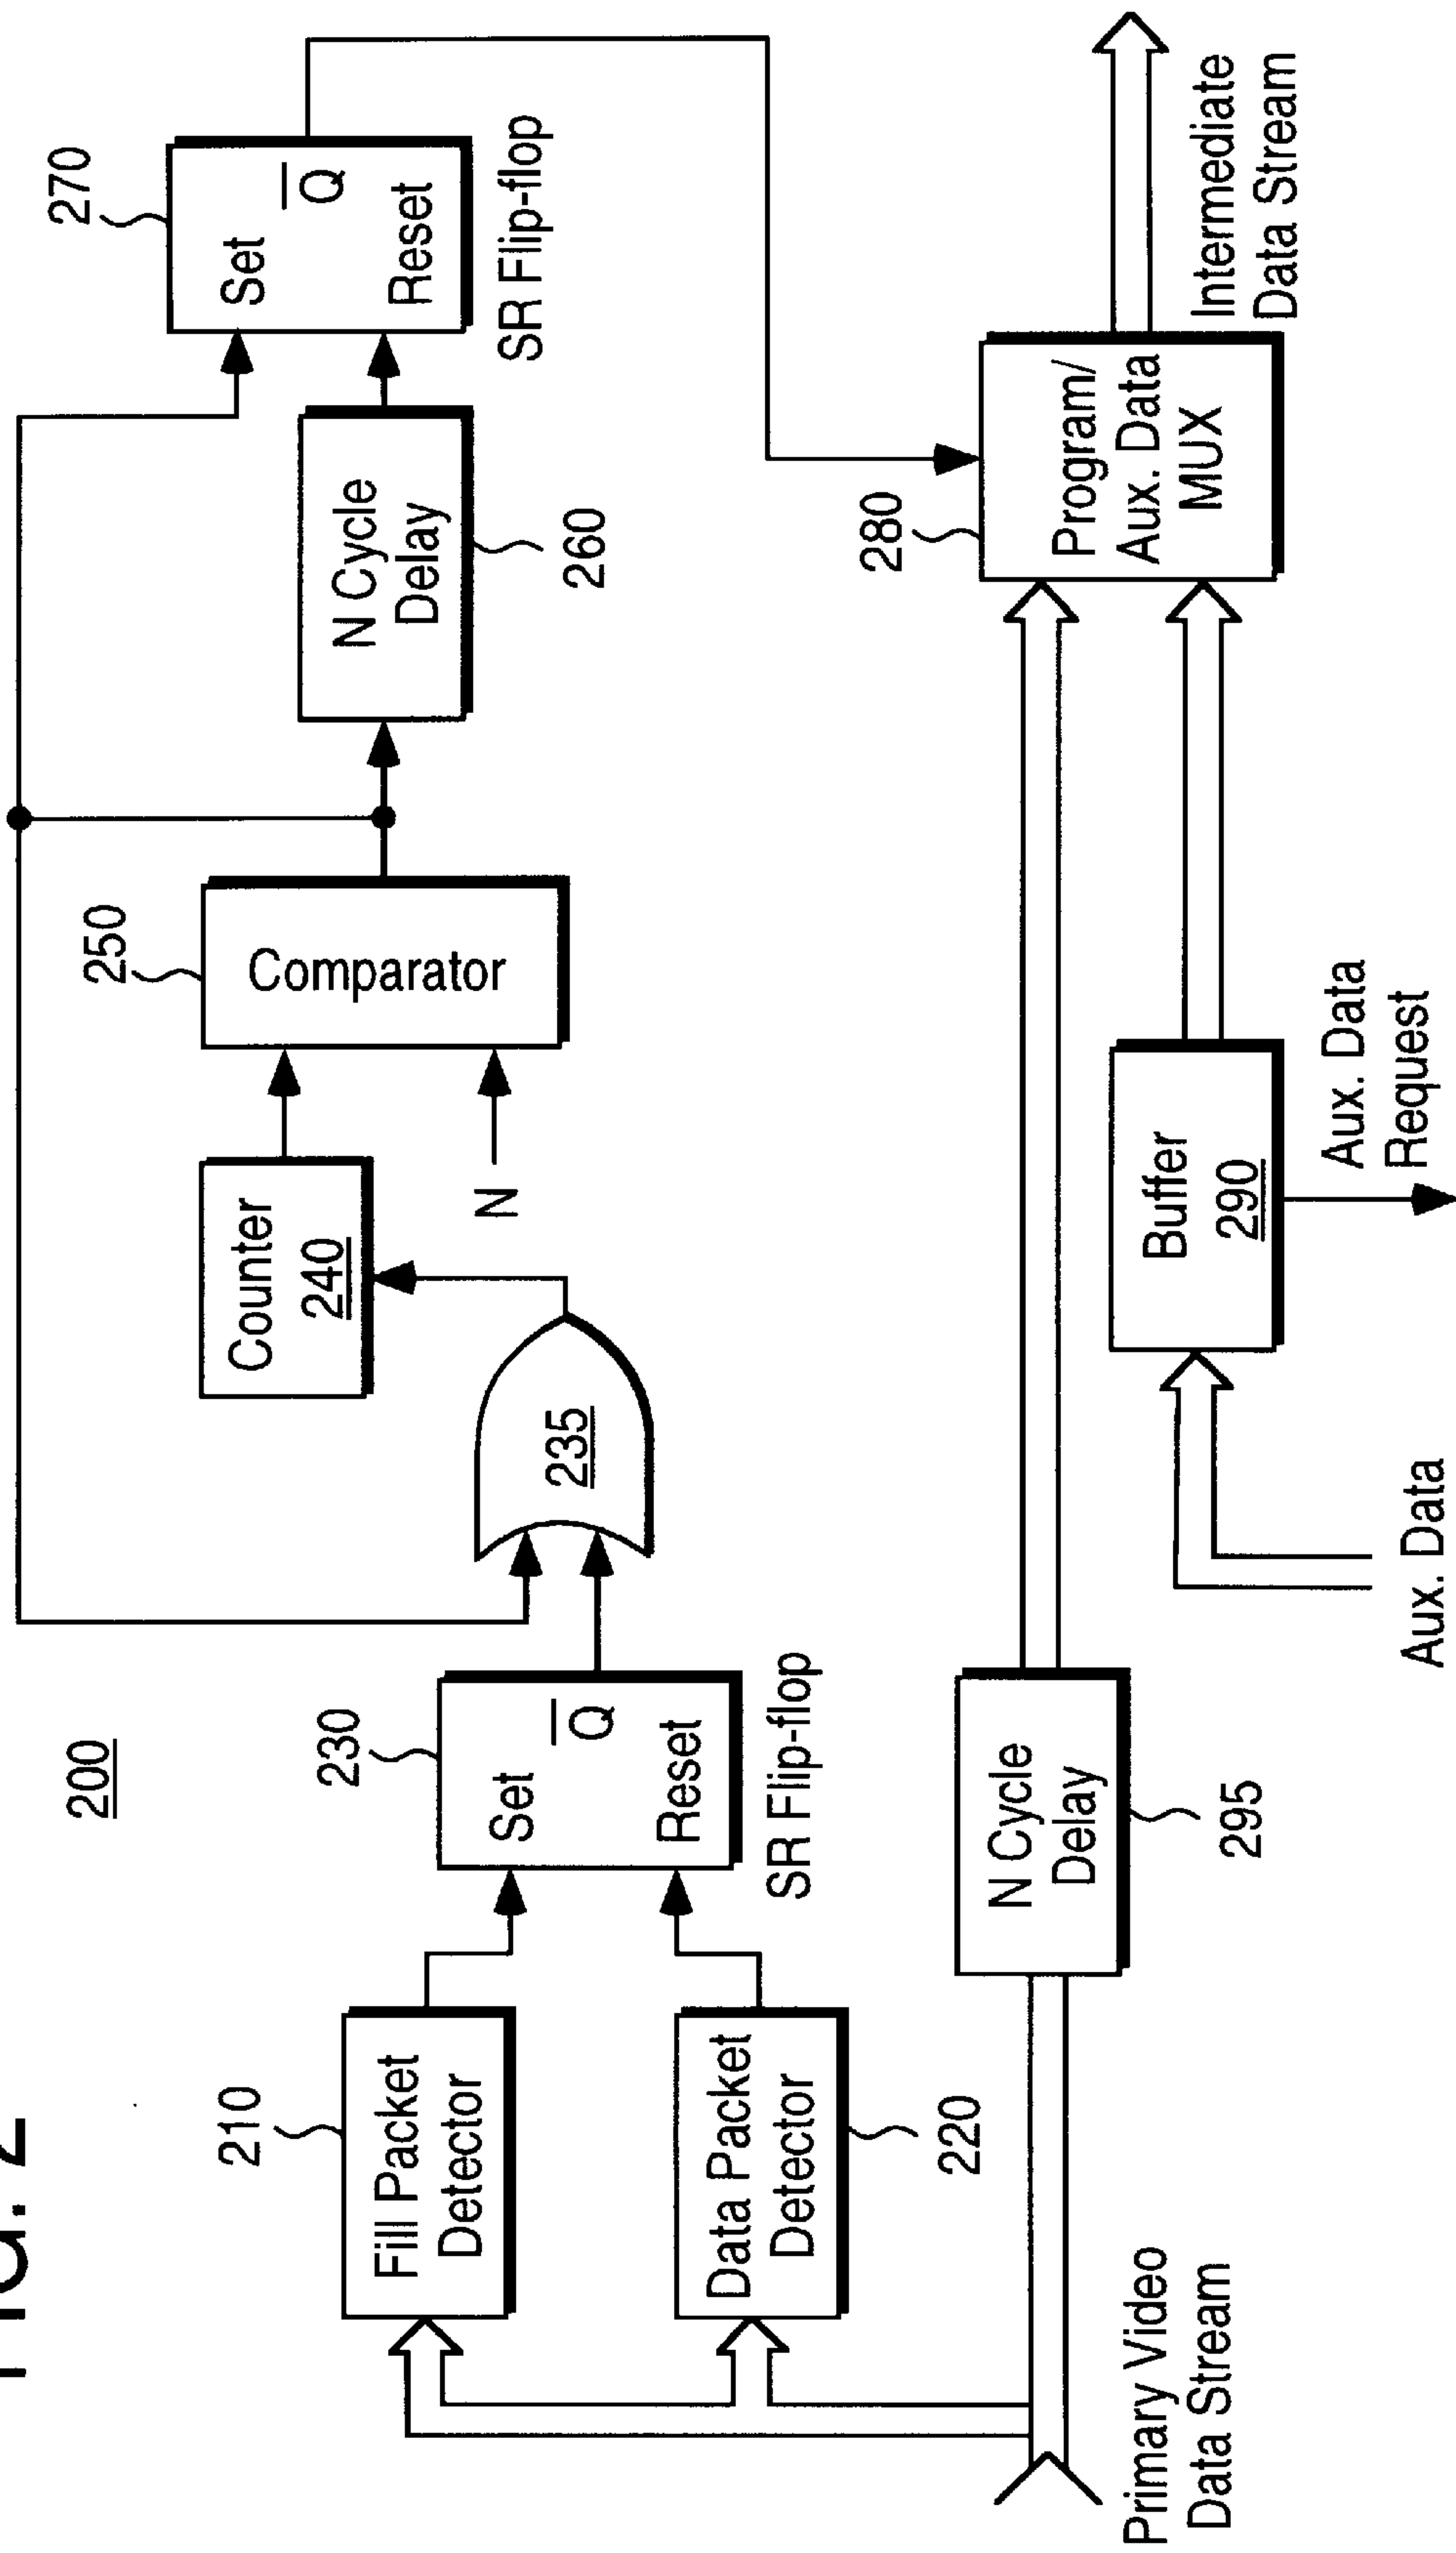 FIG. 2
200
210
Fill Packet
Detector
Data Packet
Detector
220
230
Set
Q
Reset
SR Flip-flop
235
Counter
240
N
250
Comparator
N Cycle
Delay
260
270
Set
Q
Reset
SR Flip-flop
Primary Video
Data Stream
N Cycle
Delay
295
Aux. Data
Buffer
290
Aux. Data
Request
280
Program/
Aux. Data
MUX
Intermediate
Data Stream